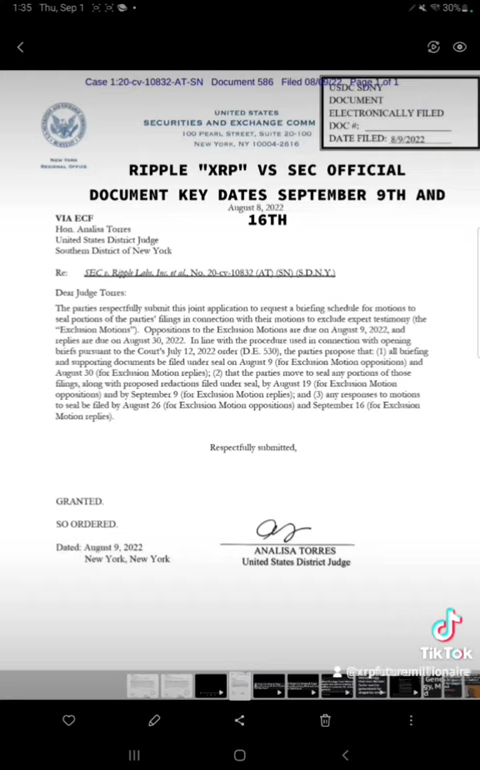 1:35 Thu, Sep 1
30%
Case 1:20-cv-10832-AT-SN Document 586 Filed 08/09/22 Page 1 of 1
USDC SDNY
DOCUMENT
ELECTRONICALLY FILED
DOC #:
DATE FILED: 8/9/2022
UNITED STATES
SECURITIES AND EXCHANGE COMM
100 PEARL STREET, SUITE 20-100
NEW YORK, NY 10004-2616
NEW YORK
REGIONAL OFFICE
RIPPLE "XRP" VS SEC OFFICIAL
DOCUMENT KEY DATES SEPTEMBER 9TH AND
16TH
August 8, 2022
VIA ECF
Hon. Analisa Torres
United States District Judge
Southern District of New York
Re: SEC v. Ripple Labs, Inc. et al., No. 20-cv-10832 (AT) (SN) (S.D.N.Y.)
Dear Judge Torres:
The parties respectfully submit this joint application to request a briefing schedule for motions to
seal portions of the parties' filings in connection with their motions to exclude expert testimony (the
"Exclusion Motions"). Oppositions to the Exclusion Motions are due on August 9, 2022, and
replies are due on August 30, 2022. In line with the procedure used in connection with opening
briefs pursuant to the Court's July 12, 2022 order (D.E. 530), the parties propose that: (1) all briefing
and supporting documents be filed under seal on August 9 (for Exclusion Motion oppositions) and
August 30 (for Exclusion Motion replies); (2) that the parties move to seal any portions of those
filings, along with proposed redactions filed under seal, by August 19 (for Exclusion Motion
oppositions) and by September 9 (for Exclusion Motion replies); and (3) any responses to motions
to seal be filed by August 26 (for Exclusion Motion oppositions) and September 16 (for Exclusion
Motion replies).
Respectfully submitted,
GRANTED.
SO ORDERED.
Dated: August 9, 2022
New York, New York
ANALISA TORRES
United States District Judge
TikTok
@xrpfuturemillionaire